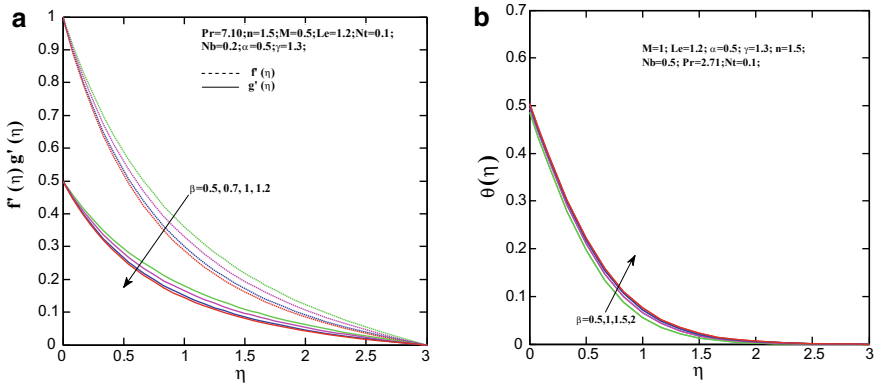 a
Pr=7.10;n=1.5;M=0.5;Le=1.2;Nt=0.1;
Nb=0.2;α=0.5;γ=1.3;
f' (η)
g' (η)
β=0.5, 0.7, 1, 1.2
f' (η) g' (η)
1
0.9
0.8
0.7
0.6
0.5
0.4
0.3
0.2
0.1
0
0
0.5
1
1.5
2
2.5
3
η
b
M=1; Le=1.2; α=0.5; γ=1.3; n=1.5;
Nb=0.5; Pr=2.71;Nt=0.1;
β=0.5,1,1.5,2
θ(η)
0.7
0.6
0.5
0.4
0.3
0.2
0.1
0
0
0.5
1
1.5
2
2.5
3
η